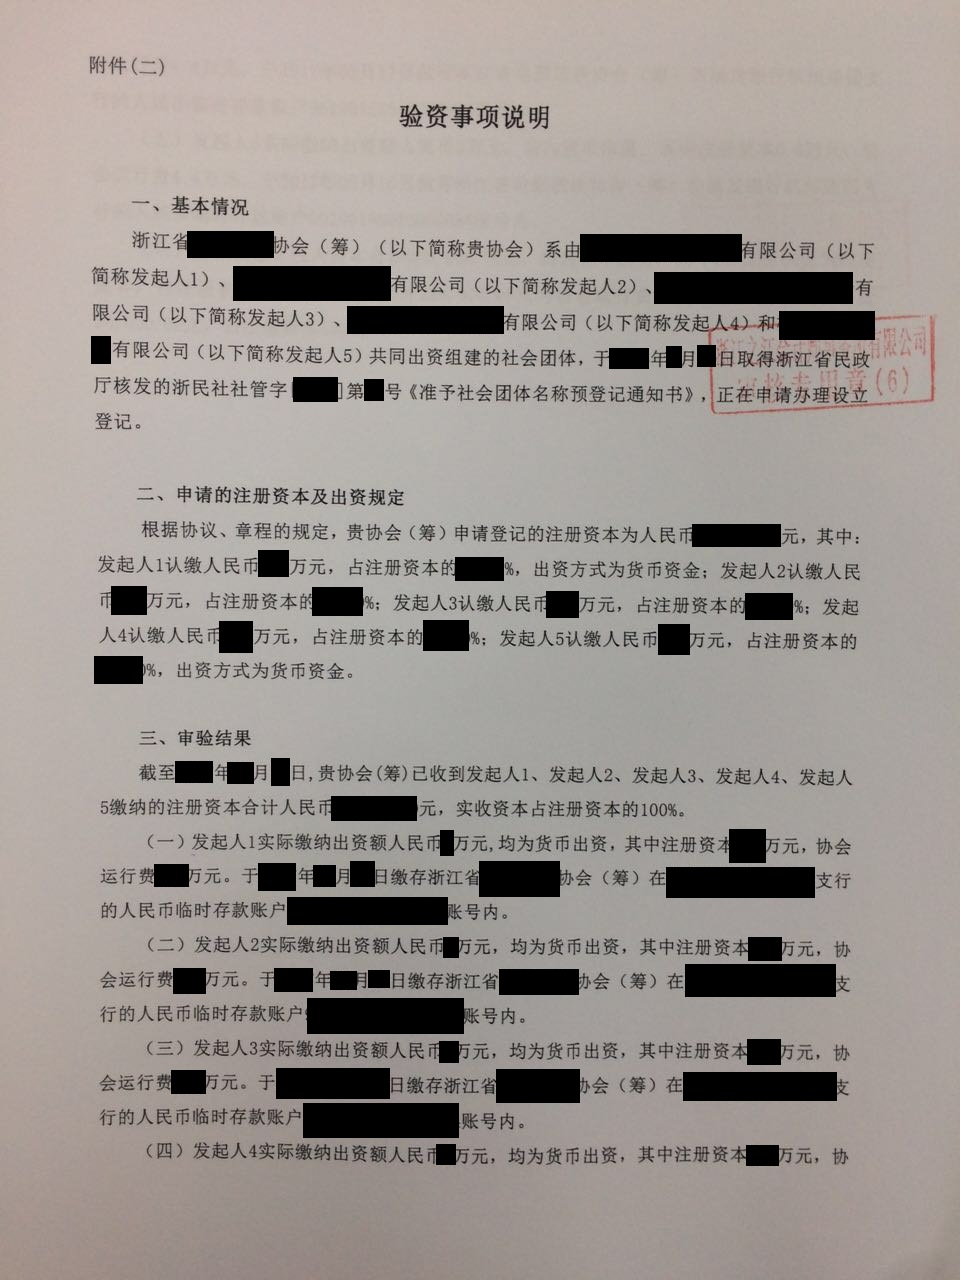 附件(二)
验资事项说明
一、基本情况
浙江省协会（筹）（以下简称贵协会）系由有限公司（以下
简称发起人1）、有限公司（以下简称发起人2）、有
限公司（以下简称发起人3）、有限公司（以下简称发起人4）和
有限公司（以下简称发起人5）共同出资组建的社会团体，于年月日取得浙江省民政
厅核发的浙民社社管字[]第号《准予社会团体名称预登记通知书》，正在申请办理设立
登记。
有限公司
审核专用章(6)
二、申请的注册资本及出资规定
根据协议、章程的规定，贵协会（筹）申请登记的注册资本为人民币元，其中：
发起人1认缴人民币万元，占注册资本的%，出资方式为货币资金；发起人2认缴人民
币万元，占注册资本的%；发起人3认缴人民币万元，占注册资本的%；发起
人4认缴人民币万元，占注册资本的%；发起人5认缴人民币万元，占注册资本的
%，出资方式为货币资金。
三、审验结果
截至年月日,贵协会(筹)已收到发起人1、发起人2、发起人3、发起人4、发起人
5缴纳的注册资本合计人民币元，实收资本占注册资本的100%。
（一）发起人1实际缴纳出资额人民币万元,均为货币出资，其中注册资本万元，协会
运行费万元。于年月日缴存浙江省协会（筹）在支行
的人民币临时存款账户账号内。
（二）发起人2实际缴纳出资额人民币万元，均为货币出资，其中注册资本万元，协
会运行费万元。于年月日缴存浙江省协会（筹）在支
行的人民币临时存款账户账号内。
（三）发起人3实际缴纳出资额人民币万元，均为货币出资，其中注册资本万元，协
会运行费万元。于日缴存浙江省协会（筹）在支
行的人民币临时存款账户账号内。
（四）发起人4实际缴纳出资额人民币万元，均为货币出资，其中注册资本万元，协